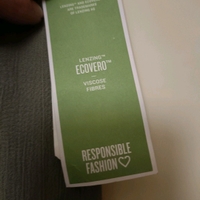 LENZING™
ECOVERO™
VISCOSE
FIBRES
RESPONSIBLE
FASHION♡